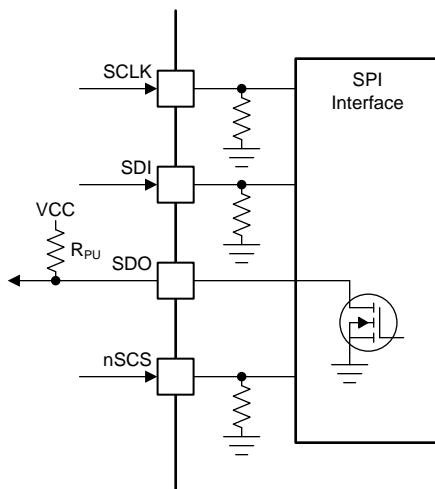 SCLK
SPI
Interface
SDI
VCC
RPU
SDO
nSCS